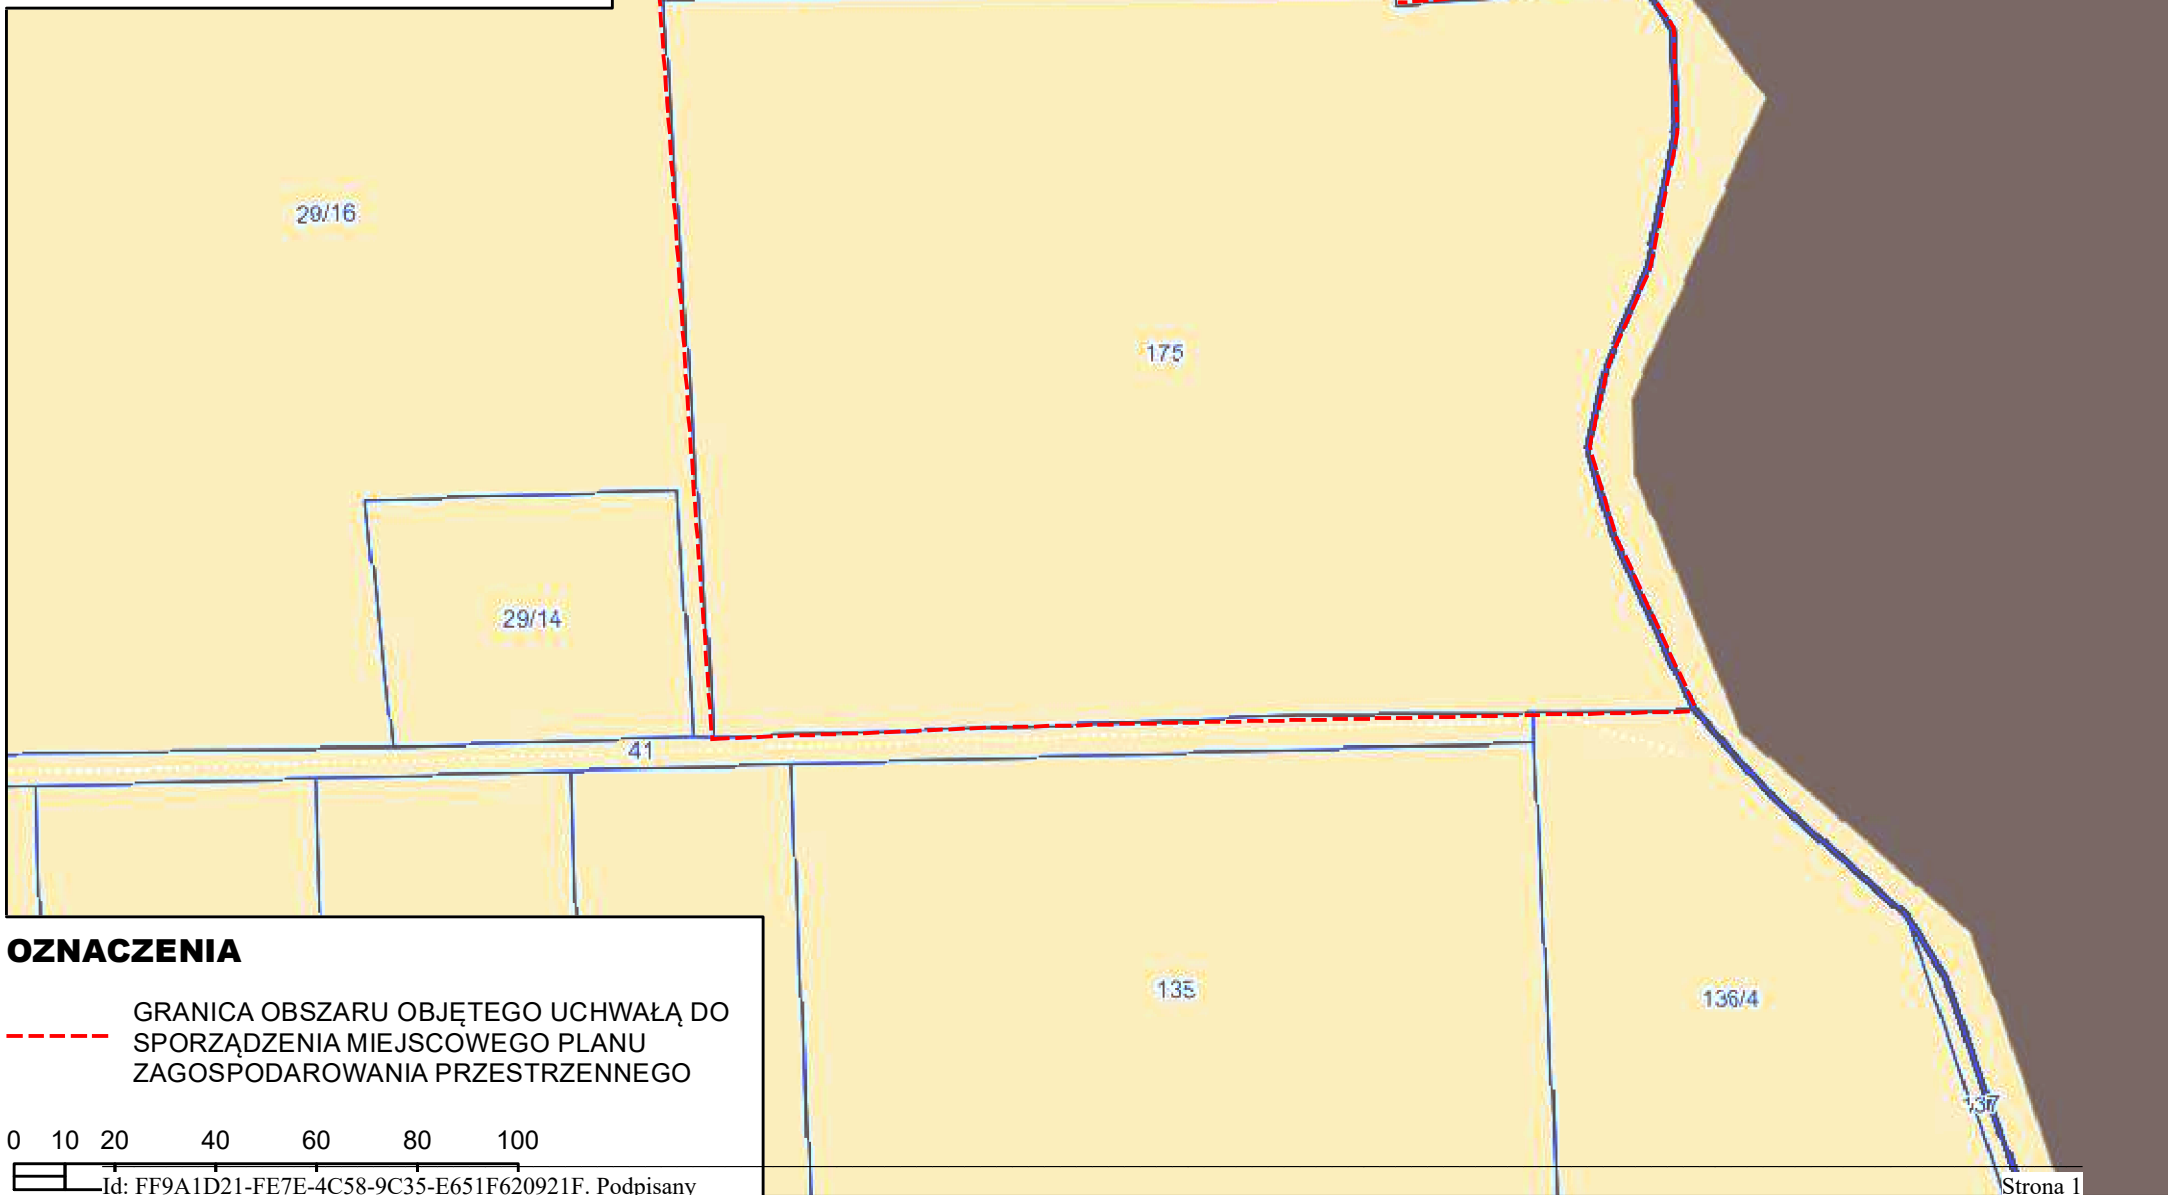 29/16
175
29/14
41
135
136/4
137
OZNACZENIA
GRANICA OBSZARU OBJĘTEGO UCHWAŁĄ DO
SPORZĄDZENIA MIEJSCOWEGO PLANU
ZAGOSPODAROWANIA PRZESTRZENNEGO
0 10 20 40 60 80 100
Id: FF9A1D21-FE7E-4C58-9C35-E651F620921F. Podpisany
Strona 1